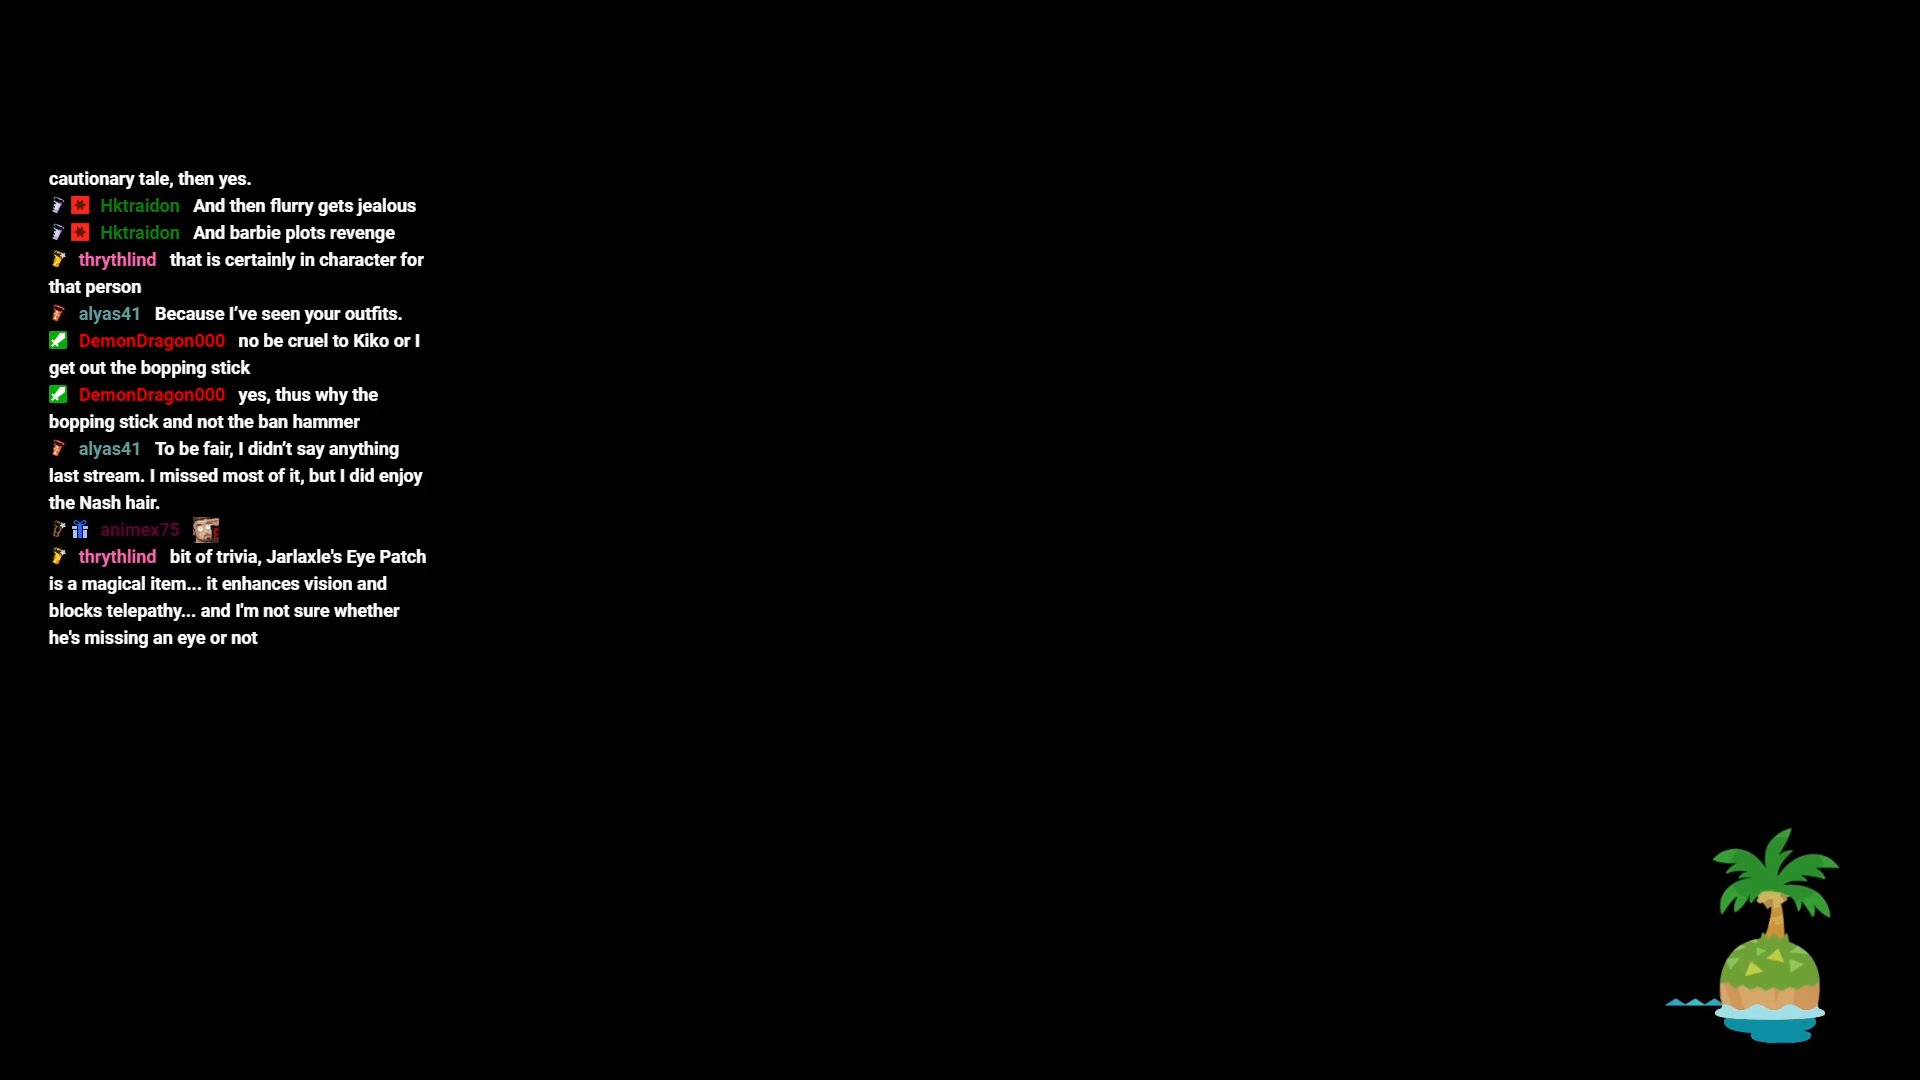 cautionary tale, then yes.
Hktraidon And then flurry gets jealous
Hktraidon And barbie plots revenge
thrythlind that is certainly in character for
that person
alyas41 Because I’ve seen your outfits.
DemonDragon000 no be cruel to Kiko or I
get out the bopping stick
DemonDragon000 yes, thus why the
bopping stick and not the ban hammer
alyas41 To be fair, I didn’t say anything
last stream. I missed most of it, but I did enjoy
the Nash hair.
animex75
thrythlind bit of trivia, Jarlaxle's Eye Patch
is a magical item... it enhances vision and
blocks telepathy... and I'm not sure whether
he's missing an eye or not